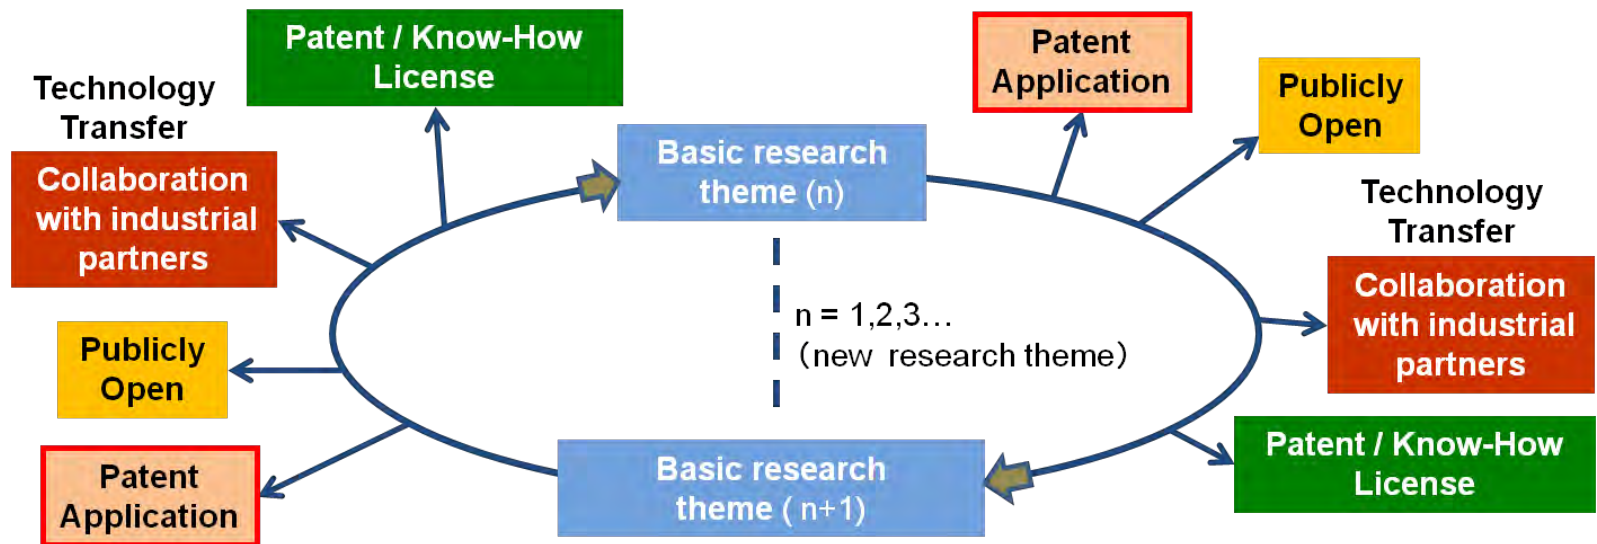 Patent / Know-How
License
Technology
Transfer
Collaboration
with industrial
partners
Publicly
Open
Patent
Application
Basic research
theme (n)
n = 1,2,3…
（new research theme）
Basic research
theme ( n+1)
Patent
Application
Publicly
Open
Technology
Transfer
Collaboration
with industrial
partners
Patent / Know-How
License